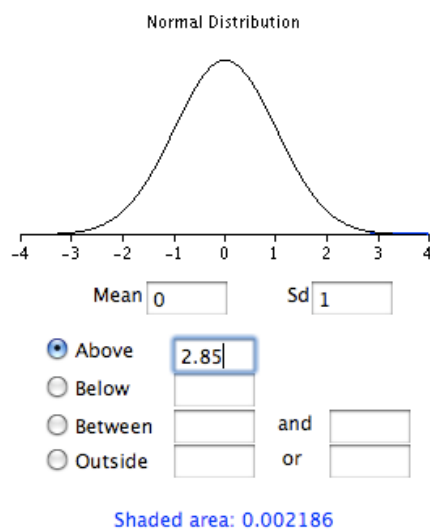 Normal Distribution
-4 -3 -2 -1 0 1 2 3 4
Mean 0 Sd 1
Above 2.85
Below
Between and
Outside or
Shaded area: 0.002186